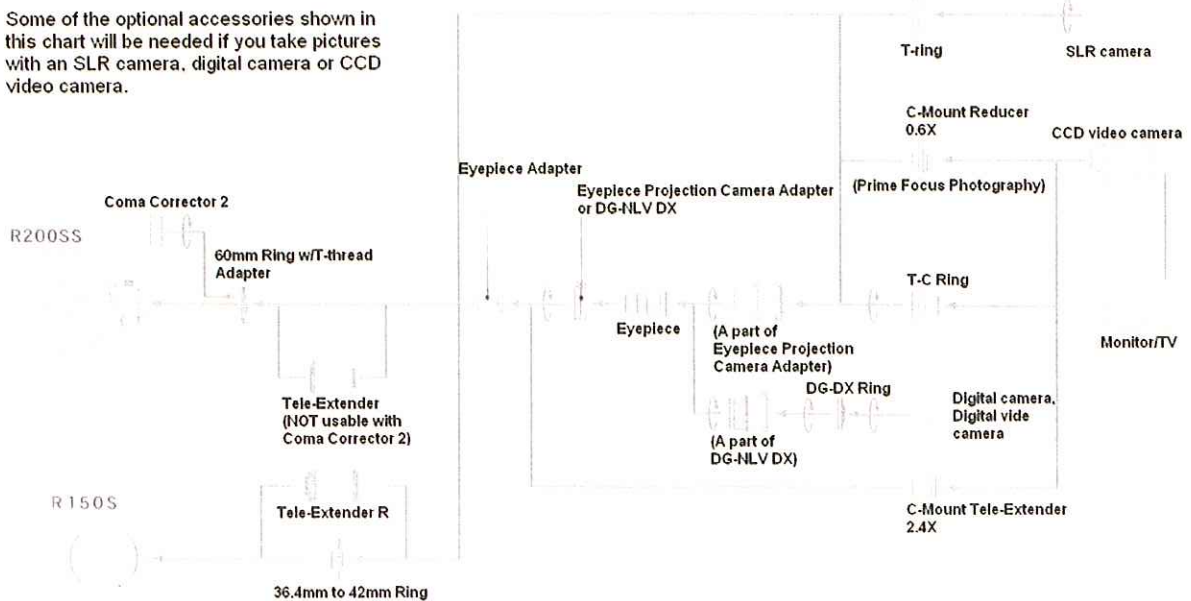 Some of the optional accessories shown in
this chart will be needed if you take pictures
with an SLR camera, digital camera or CCD
video camera.
T-ring
SLR camera
C-Mount Reducer
0.6X
CCD video camera
(Prime Focus Photography)
Eyepiece Adapter
Eyepiece Projection Camera Adapter
or DG-NLV DX
Coma Corrector 2
R200SS
60mm Ring w/T-thread
Adapter
T-C Ring
Eyepiece
(A part of
Eyepiece Projection
Camera Adapter)
Monitor/TV
DG-DX Ring
Digital camera,
Digital vide
camera
(A part of
DG-NLV DX)
Tele-Extender
(NOT usable with
Coma Corrector 2)
R150S
Tele-Extender R
C-Mount Tele-Extender
2.4X
36.4mm to 42mm Ring